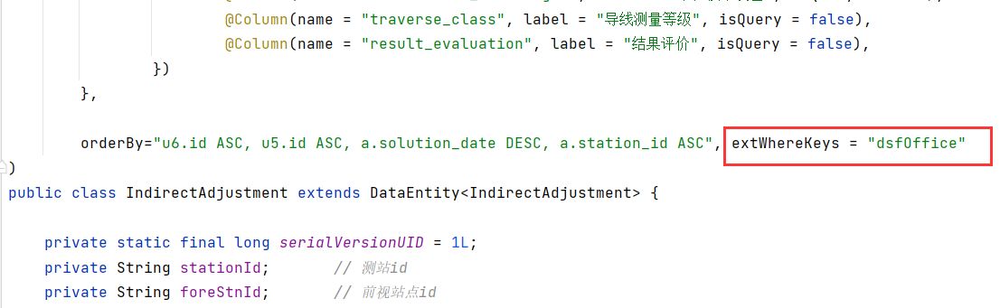 @Column(name = "traverse_class", label = "导线测量等级", isQuery = false),
@Column(name = "result_evaluation", label = "结果评价", isQuery = false),
})
},
orderBy="u6.id ASC, u5.id ASC, a.solution_date DESC, a.station_id ASC", extWhereKeys = "dsfOffice"
)
public class IndirectAdjustment extends DataEntity<IndirectAdjustment> {
private static final long serialVersionUID = 1L;
private String stationId; // 测站id
private String foreStnId; // 前视站点id